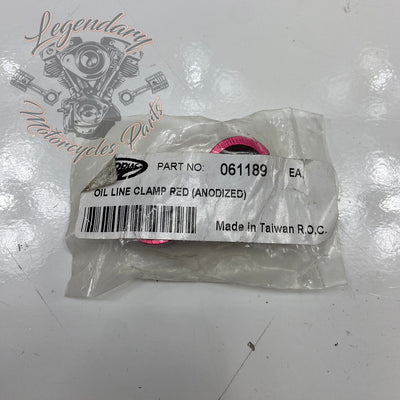 Legendary
Motorcycles Parts
PART NO: 061189 EA.
OIL LINE CLAMP RED (ANODIZED)
Made in Taiwan R.O.C.